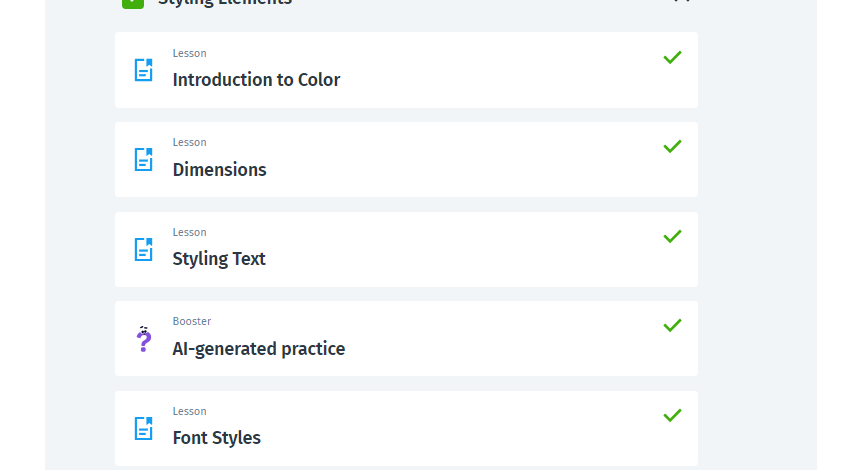 Styling Elements
Lesson
Introduction to Color
Lesson
Dimensions
Lesson
Styling Text
Booster
AI-generated practice
Lesson
Font Styles